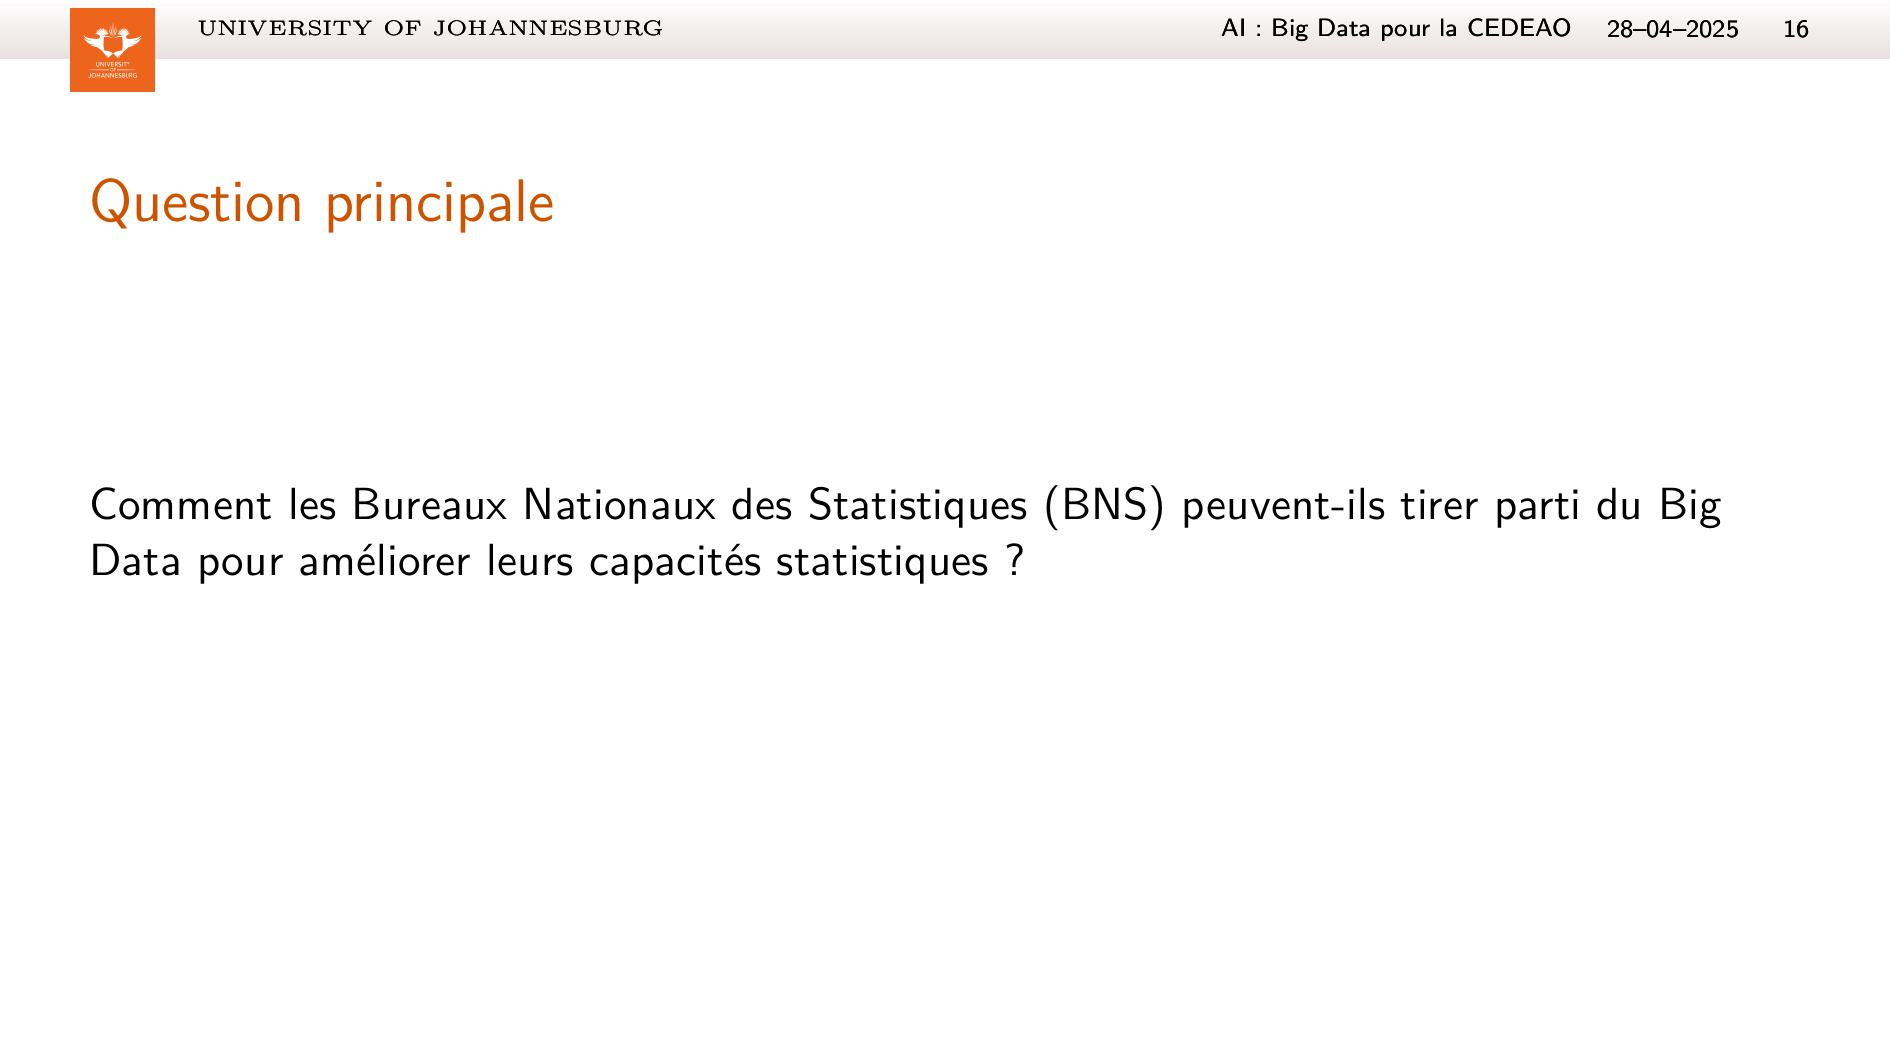 UNIVERSITY OF JOHANNESBURG
AI : Big Data pour la CEDEAO 28–04–2025 16
UNIVERSITY
OF
JOHANNESBURG
Question principale
Comment les Bureaux Nationaux des Statistiques (BNS) peuvent-ils tirer parti du Big
Data pour améliorer leurs capacités statistiques ?